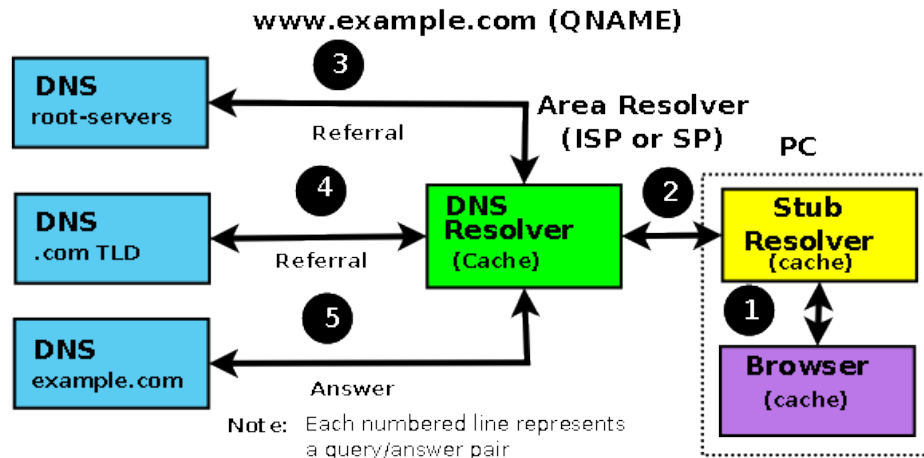 www.example.com (QNAME)
3
DNS
root-servers
Referral
Area Resolver
(ISP or SP)
PC
4
DNS
.com TLD
Referral
DNS
Resolver
(Cache)
2
Stub
Resolver
(cache)
1
5
DNS
example.com
Answer
Browser
(cache)
Note: Each numbered line represents
a query/answer pair